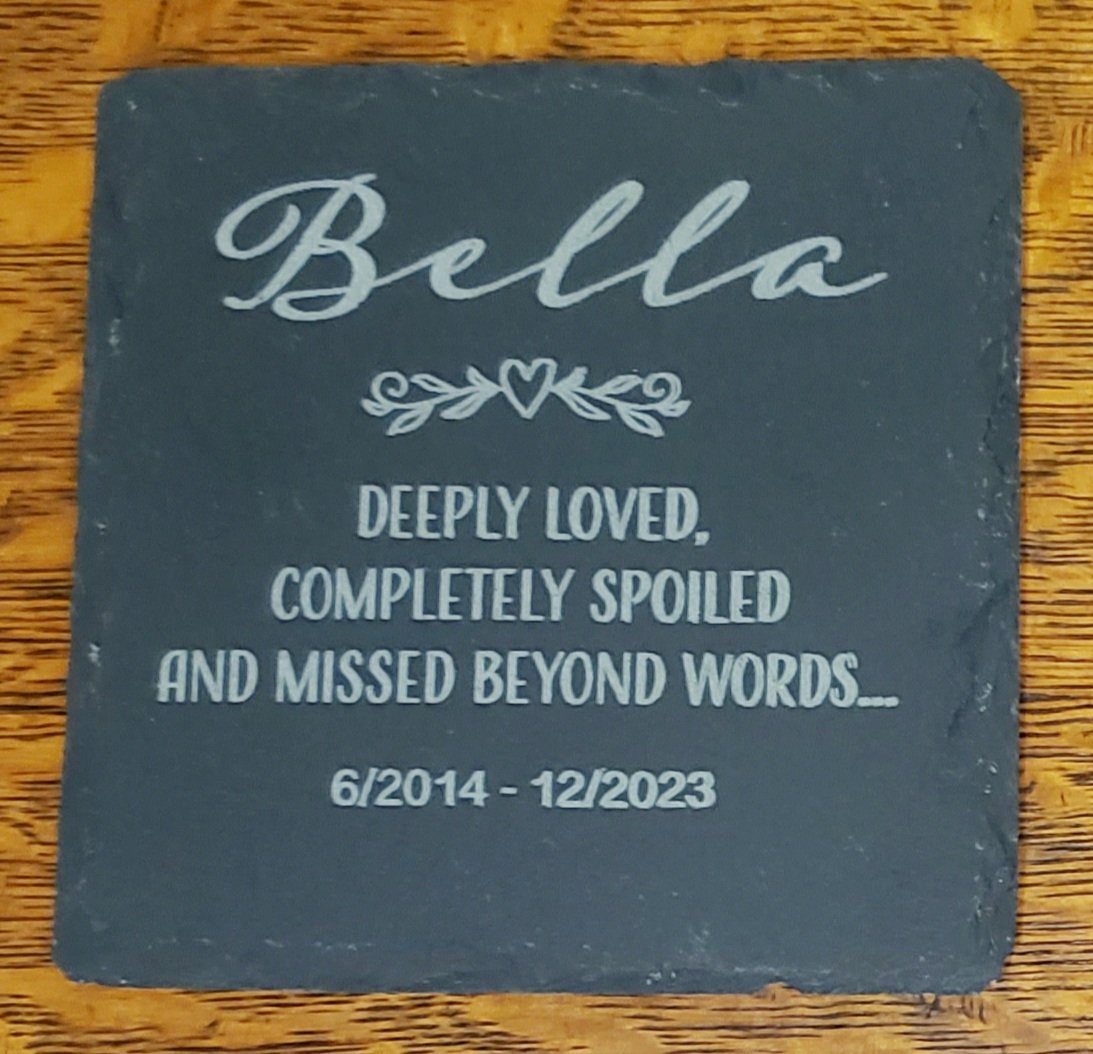 Bella
DEEPLY LOVED,
COMPLETELY SPOILED
AND MISSED BEYOND WORDS...
6/2014 - 12/2023